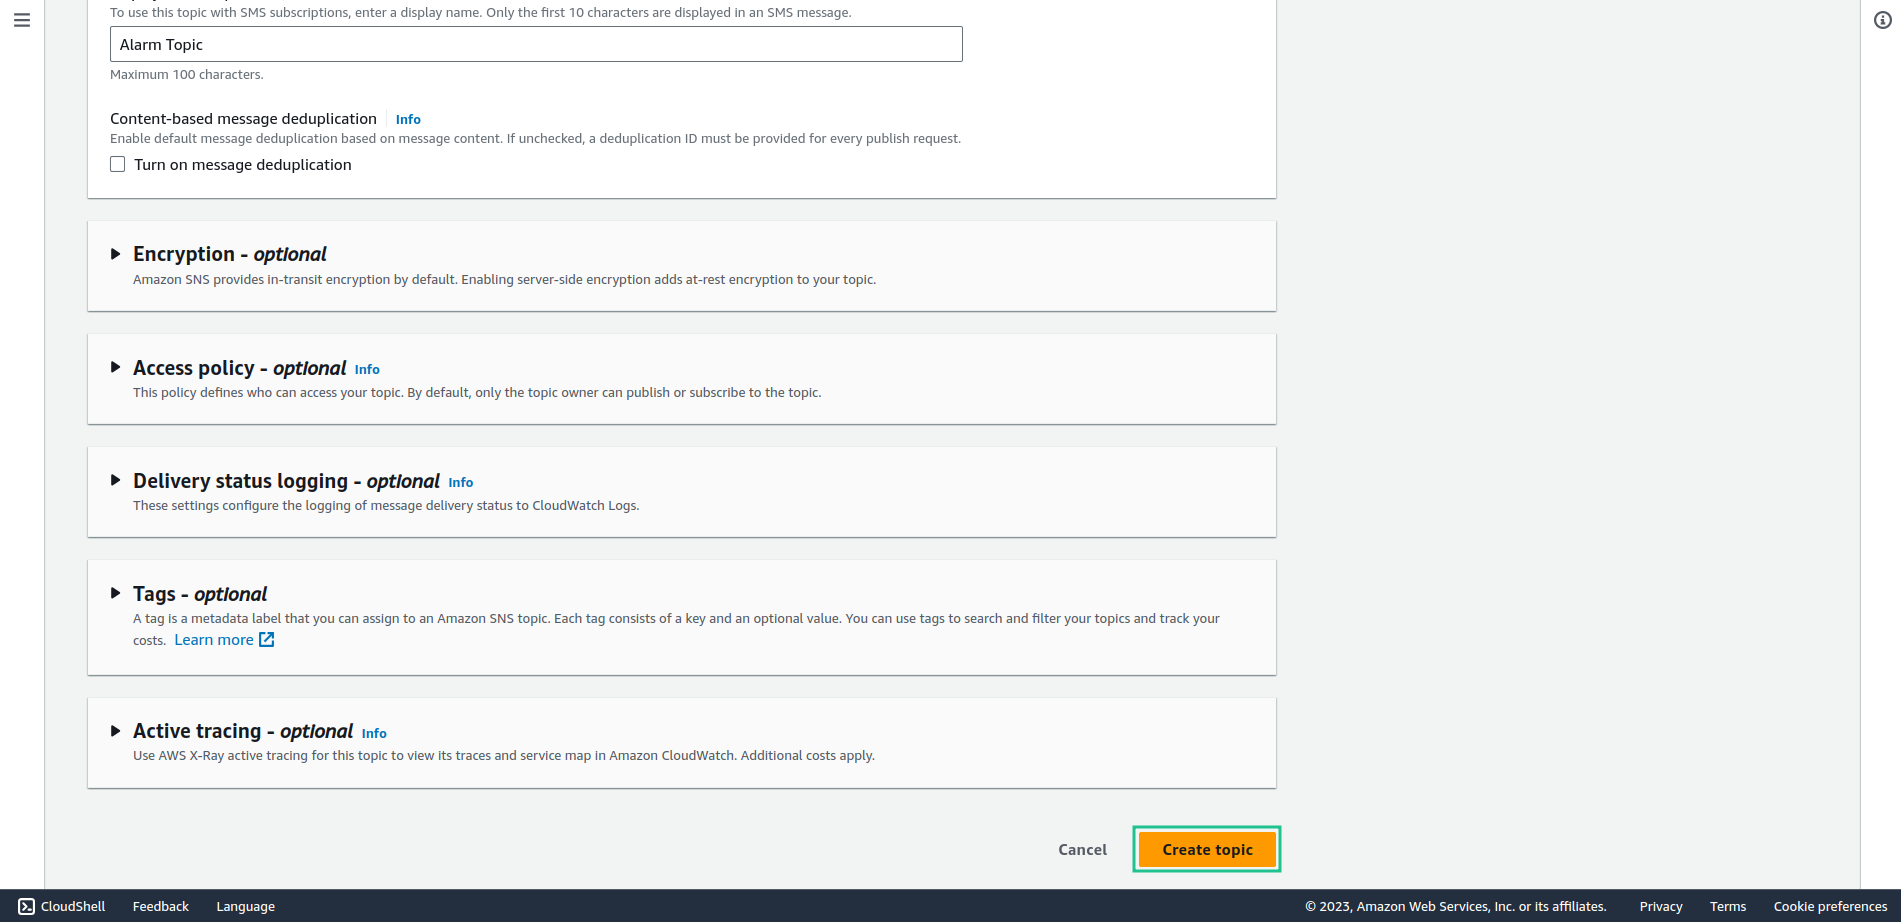 To use this topic with SMS subscriptions, enter a display name. Only the first 10 characters are displayed in an SMS message.
Alarm Topic
Maximum 100 characters.
Content-based message deduplication Info
Enable default message deduplication based on message content. If unchecked, a deduplication ID must be provided for every publish request.
Turn on message deduplication
Encryption - optional
Amazon SNS provides in-transit encryption by default. Enabling server-side encryption adds at-rest encryption to your topic.
Access policy - optional Info
This policy defines who can access your topic. By default, only the topic owner can publish or subscribe to the topic.
Delivery status logging - optional Info
These settings configure the logging of message delivery status to CloudWatch Logs.
Tags - optional
A tag is a metadata label that you can assign to an Amazon SNS topic. Each tag consists of a key and an optional value. You can use tags to search and filter your topics and track your
costs. Learn more
Active tracing - optional Info
Use AWS X-Ray active tracing for this topic to view its traces and service map in Amazon CloudWatch. Additional costs apply.
Cancel Create topic
CloudShell Feedback Language © 2023, Amazon Web Services, Inc. or its affiliates. Privacy Terms Cookie preferences